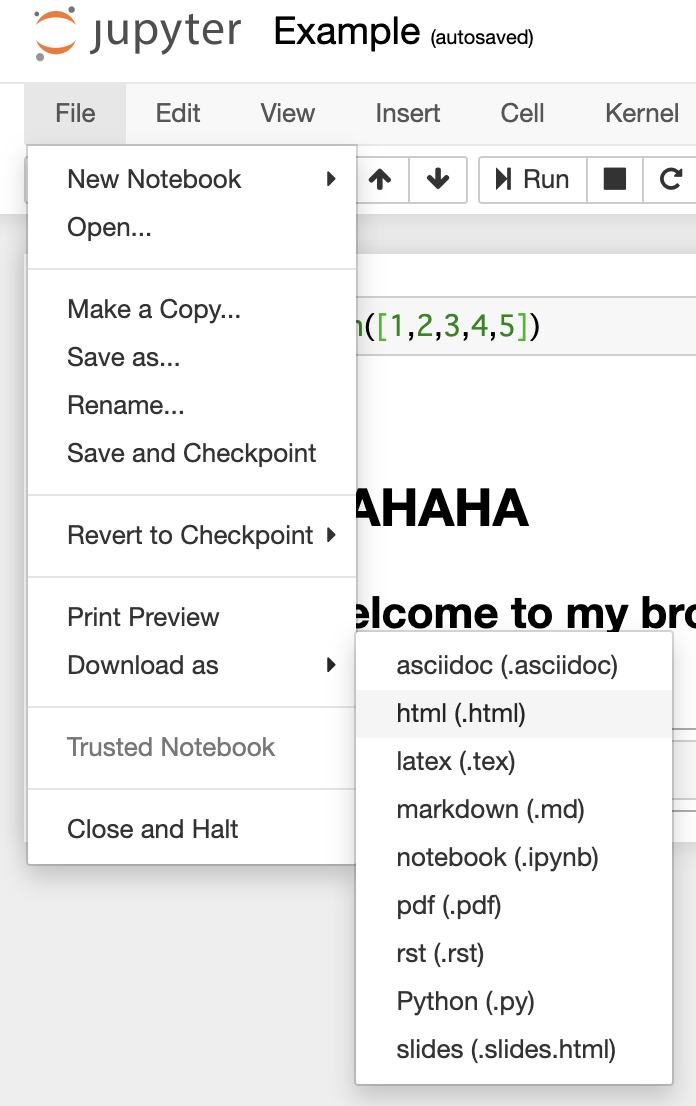 jupyter Example (autosaved)
File Edit View Insert Cell Kernel
New Notebook
Run
Open...
Make a Copy...
([1,2,3,4,5])
Save as...
Rename...
Save and Checkpoint
AHAHA
Revert to Checkpoint
elcome to my bro
Print Preview
Download as
asciidoc (.asciidoc)
html (.html)
Trusted Notebook
latex (.tex)
markdown (.md)
Close and Halt
notebook (.ipynb)
pdf (.pdf)
rst (.rst)
Python (.py)
slides (.slides.html)